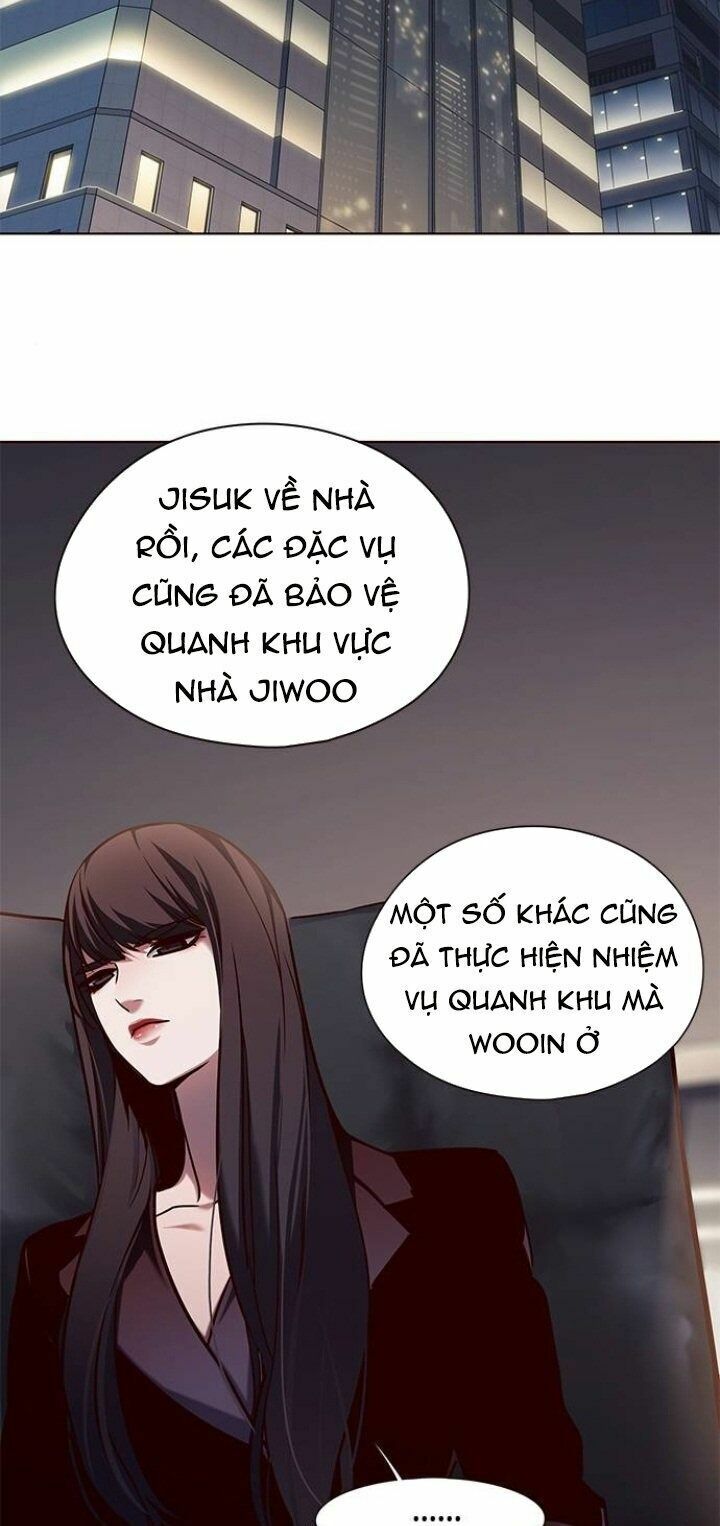 JISUK VỀ NHÀ
RỒI, CÁC ĐẶC VỤ
CŨNG ĐÃ BẢO VỆ
QUANH KHU VỰC
NHÀ JIWOO
MỘT SỐ KHÁC CŨNG
ĐÃ THỰC HIỆN NHIỆM
VỤ QUANH KHU MÀ
WOOIN Ở
......